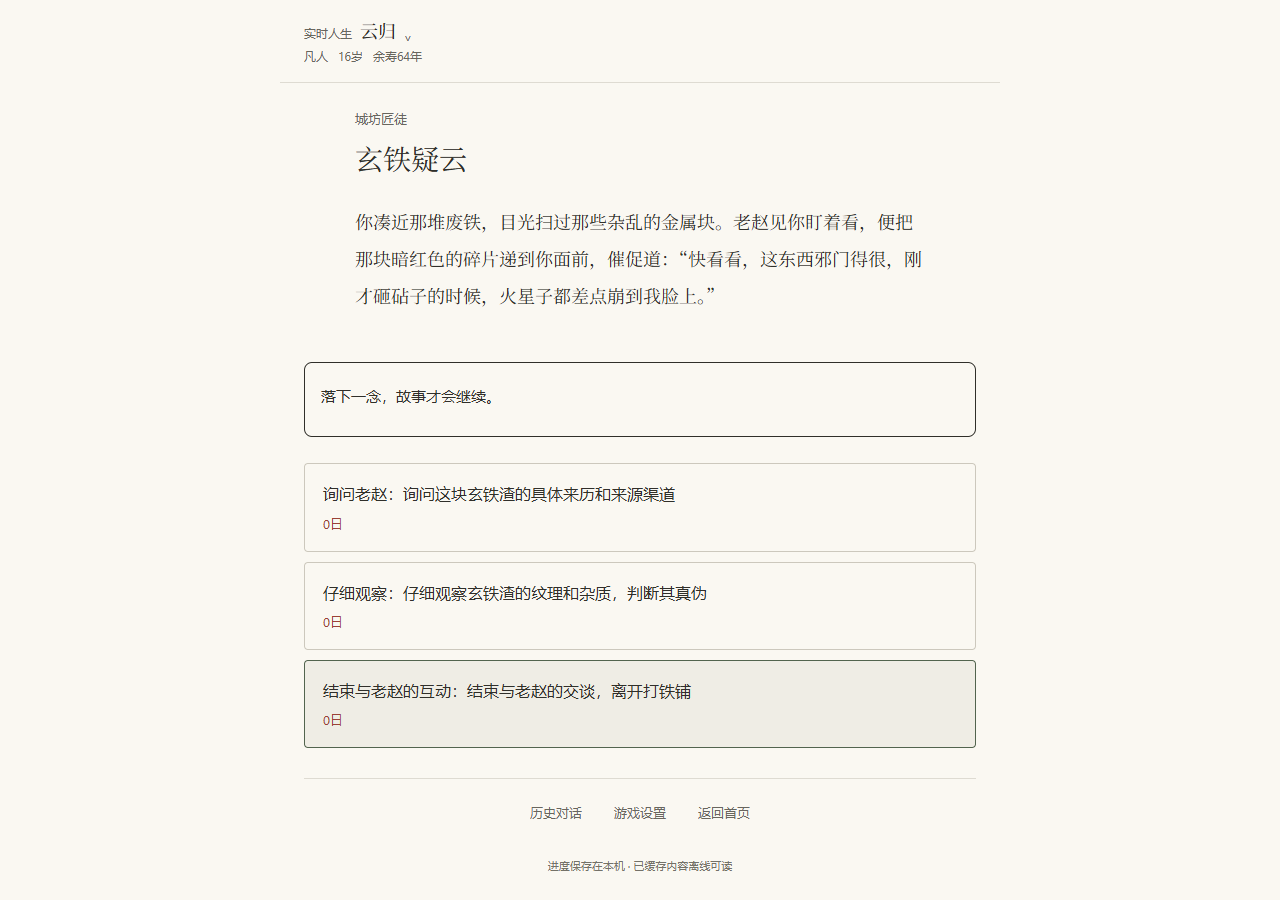 实时人生 云归 ˅
凡人 16岁 余寿64年
城坊匠徒
玄铁疑云
你凑近那堆废铁，目光扫过那些杂乱的金属块。老赵见你盯着看，便把
那块暗红色的碎片递到你面前，催促道：“快看看，这东西邪门得很，刚
才砸砧子的时候，火星子都差点崩到我脸上。”
落下一念，故事才会继续。
询问老赵：询问这块玄铁渣的具体来历和来源渠道
0日
仔细观察：仔细观察玄铁渣的纹理和杂质，判断其真伪
0日
结束与老赵的互动：结束与老赵的交谈，离开打铁铺
0日
历史对话 游戏设置 返回首页
进度保存在本机 · 已缓存内容离线可读